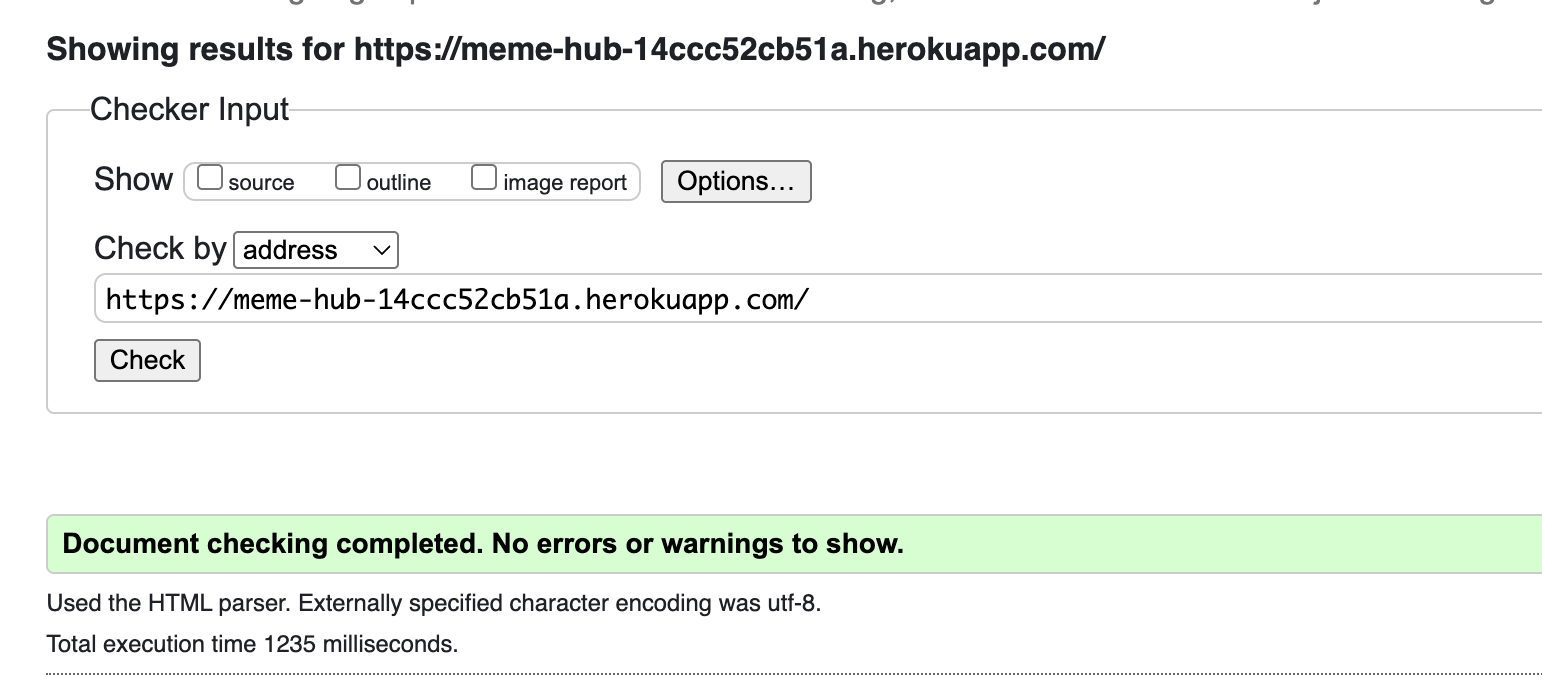 Showing results for https://meme-hub-14ccc52cb51a.herokuapp.com/
Checker Input
Show source outline image report Options...
Check by address
https://meme-hub-14ccc52cb51a.herokuapp.com/
Check
Document checking completed. No errors or warnings to show.
Used the HTML parser. Externally specified character encoding was utf-8.
Total execution time 1235 milliseconds.